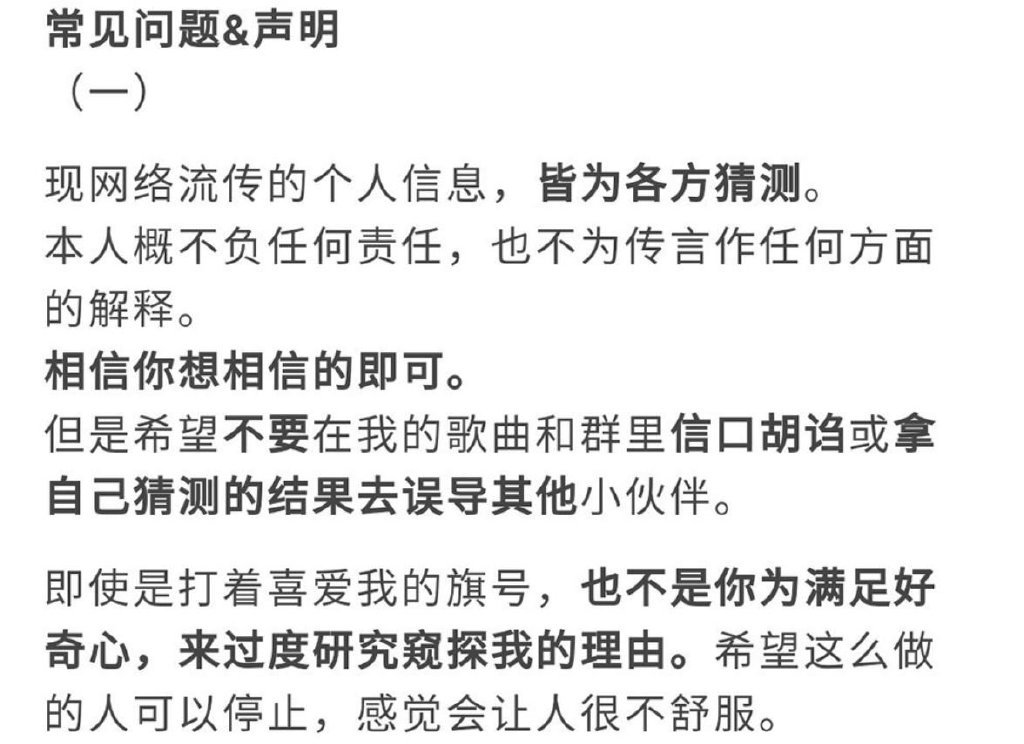 常见问题&声明
（一）
现网络流传的个人信息，皆为各方猜测。
本人概不负任何责任，也不为传言作任何方面
的解释。
相信你想相信的即可。
但是希望不要在我的歌曲和群里信口胡诌或拿
自己猜测的结果去误导其他小伙伴。
即使是打着喜爱我的旗号，也不是你为满足好
奇心，来过度研究窥探我的理由。希望这么做
的人可以停止，感觉会让人很不舒服。